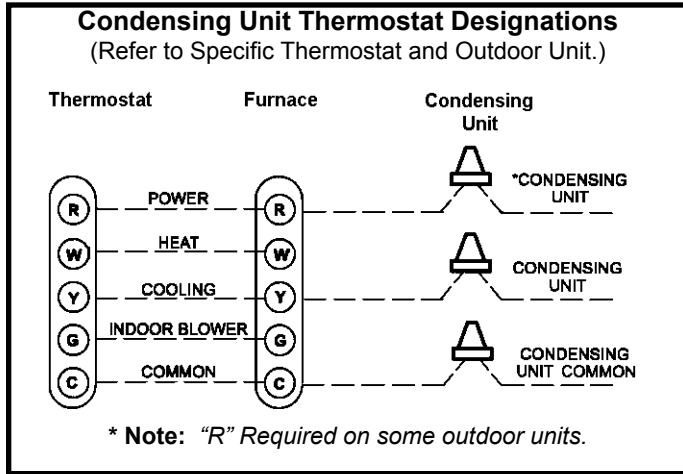 Condensing Unit Thermostat Designations
(Refer to Specific Thermostat and Outdoor Unit.)
Thermostat Furnace Condensing
Unit
R POWER R *CONDENSING
UNIT
W HEAT W
Y COOLING Y CONDENSING
UNIT
G INDOOR BLOWER G
C COMMON C CONDENSING
UNIT COMMON
* Note: "R" Required on some outdoor units.